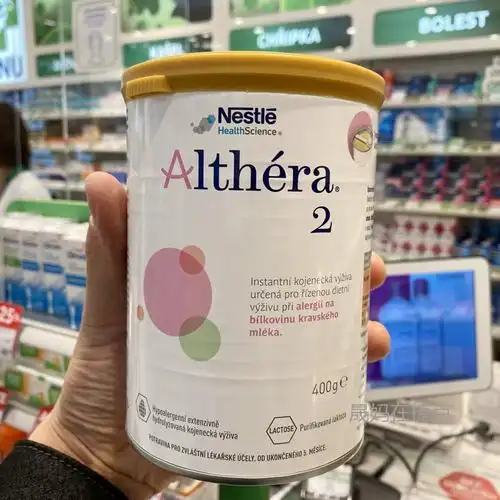 CHŘIPKA
BOLEST
Nestlé
HealthScience®
Althéra®
2
Instantní kojenecká výživa
určená pro řízenou dietní
výživu při alergii na
bílkovinu kravského
mléka.
400g e
Hypoalergenní extenzivně
hydrolyzovaná kojenecká výživa
LACTOSE
Purifikovaná laktóza
POTRAVINA PRO ZVLÁŠTNÍ LÉKAŘSKÉ ÚČELY. OD UKONČENÉHO 5. MĚSÍCE.